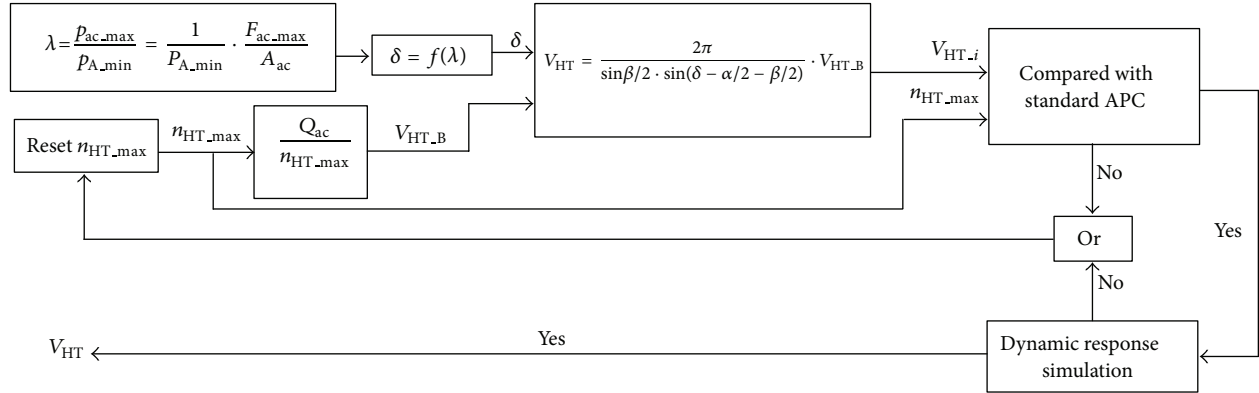 λ = p_ac_max / p_A_min = 1 / P_A_min · F_ac_max / A_ac
δ = f(λ)
δ
V_HT = 2π / (sinβ/2 · sin(δ − α/2 − β/2)) · V_HT_B
V_HT_i
n_HT_max
Compared with
standard APC
Reset n_HT_max
n_HT_max
Q_ac / n_HT_max
V_HT_B
No
Or
Yes
No
Dynamic response
simulation
Yes
V_HT